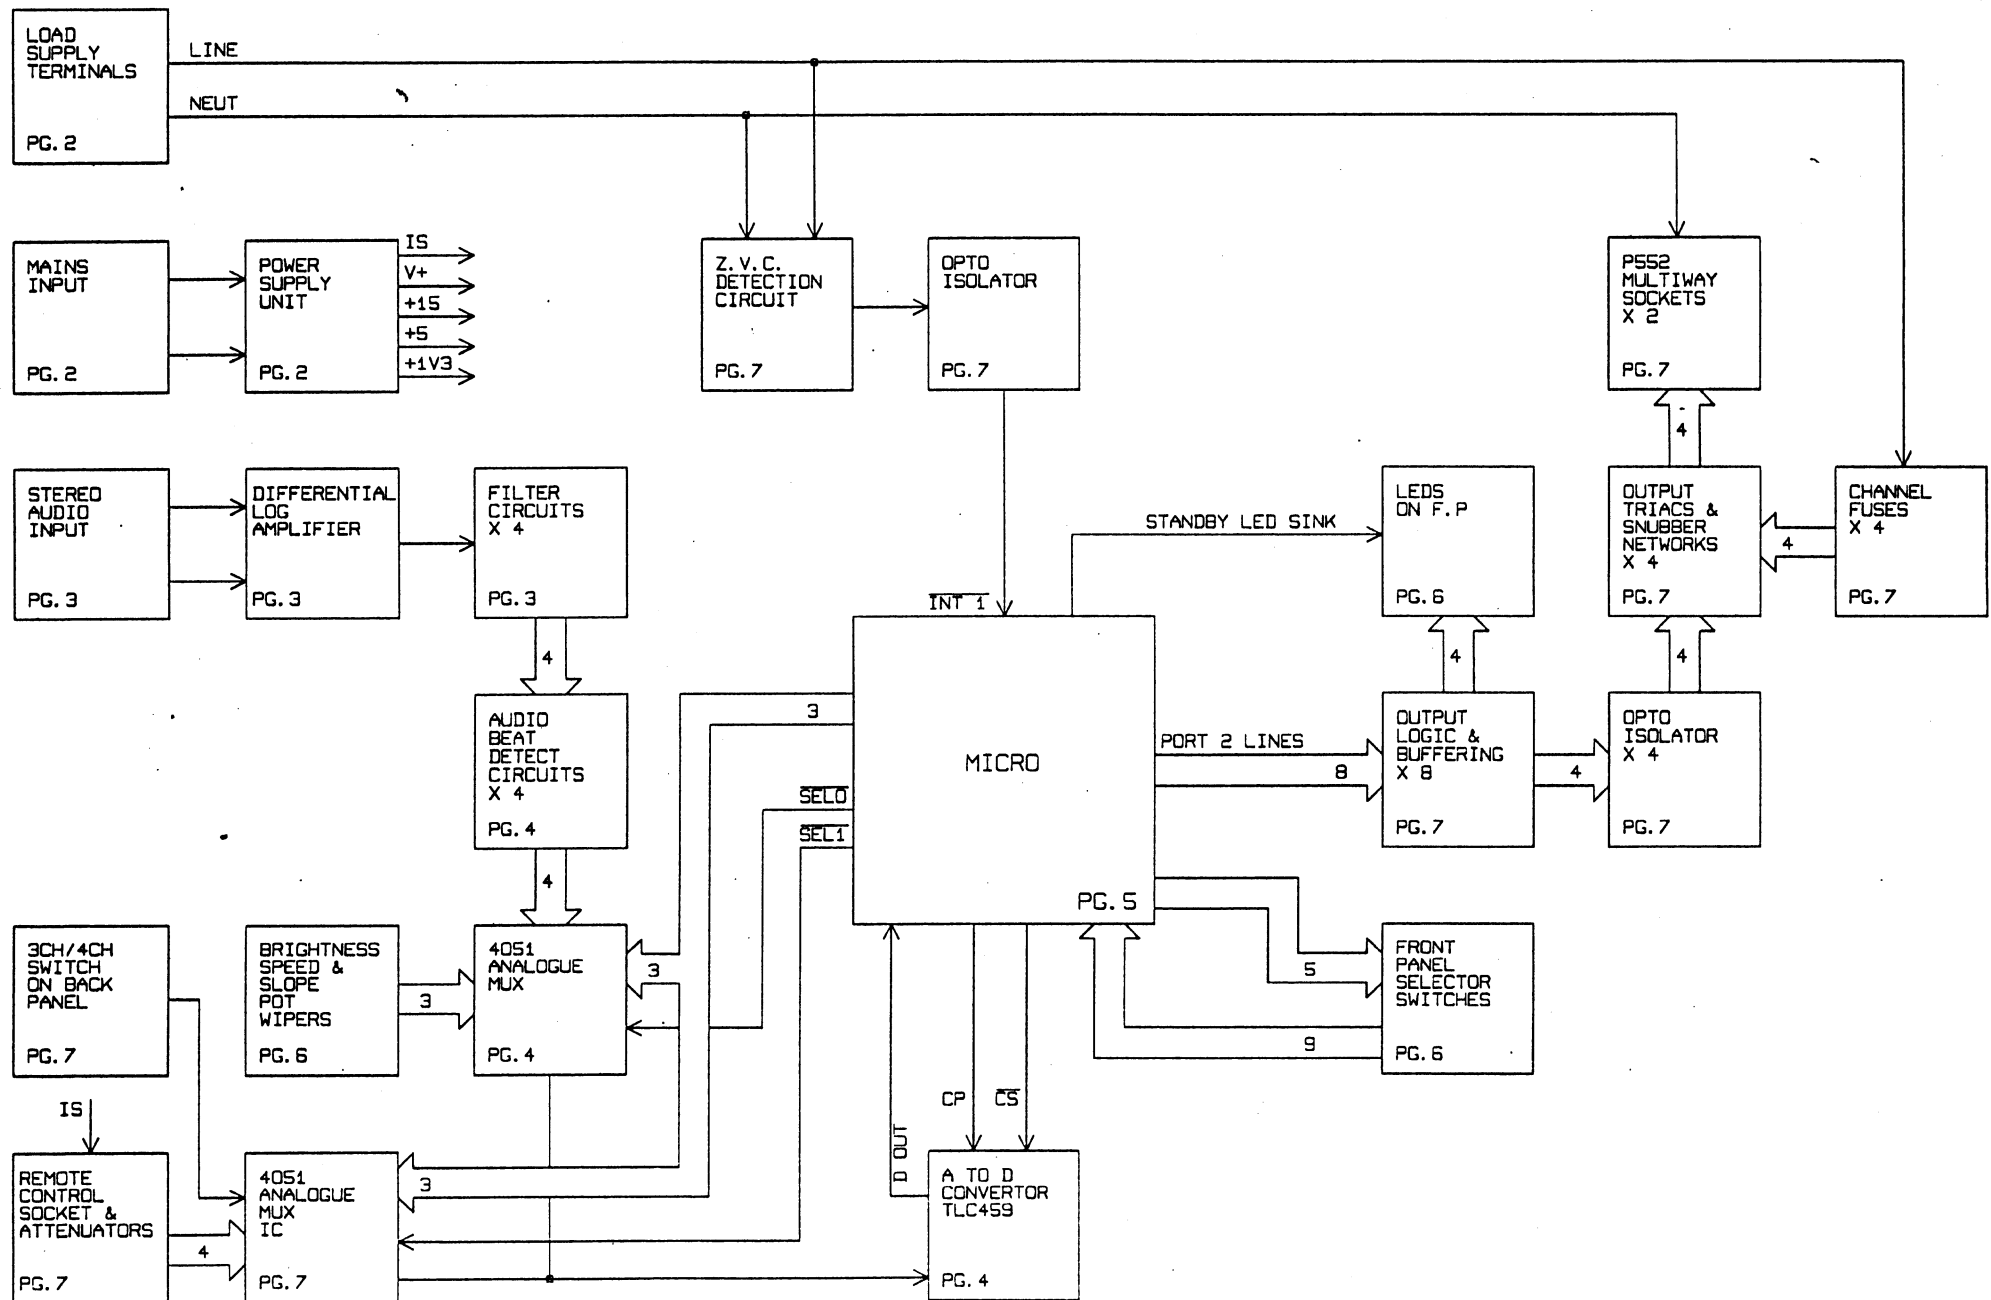 LOAD
SUPPLY
TERMINALS
PG. 2
LINE
NEUT
MAINS
INPUT
PG. 2
POWER
SUPPLY
UNIT
PG. 2
IS
V+
+15
+5
+1V3
Z. V. C.
DETECTION
CIRCUIT
PG. 7
OPTO
ISOLATOR
PG. 7
P552
MULTIWAY
SOCKETS
X 2
PG. 7
4
STEREO
AUDIO
INPUT
PG. 3
DIFFERENTIAL
LOG
AMPLIFIER
PG. 3
FILTER
CIRCUITS
X 4
PG. 3
4
STANDBY LED SINK
LEDS
ON F.P
PG. 6
4
OUTPUT
TRIACS &
SNUBBER
NETWORKS
X 4
PG. 7
4
4
CHANNEL
FUSES
X 4
PG. 7
INT 1
AUDIO
BEAT
DETECT
CIRCUITS
X 4
PG. 4
4
3
SEL0
SEL1
MICRO
PG. 5
PORT 2 LINES
8
OUTPUT
LOGIC &
BUFFERING
X 8
PG. 7
4
OPTO
ISOLATOR
X 4
PG. 7
3CH/4CH
SWITCH
ON BACK
PANEL
PG. 7
BRIGHTNESS
SPEED &
SLOPE
POT
WIPERS
PG. 6
3
4051
ANALOGUE
MUX
PG. 4
3
5
9
FRONT
PANEL
SELECTOR
SWITCHES
PG. 6
IS
REMOTE
CONTROL
SOCKET &
ATTENUATORS
PG. 7
4
4051
ANALOGUE
MUX
IC
PG. 7
3
D OUT
CP
CS
A TO D
CONVERTOR
TLC459
PG. 4